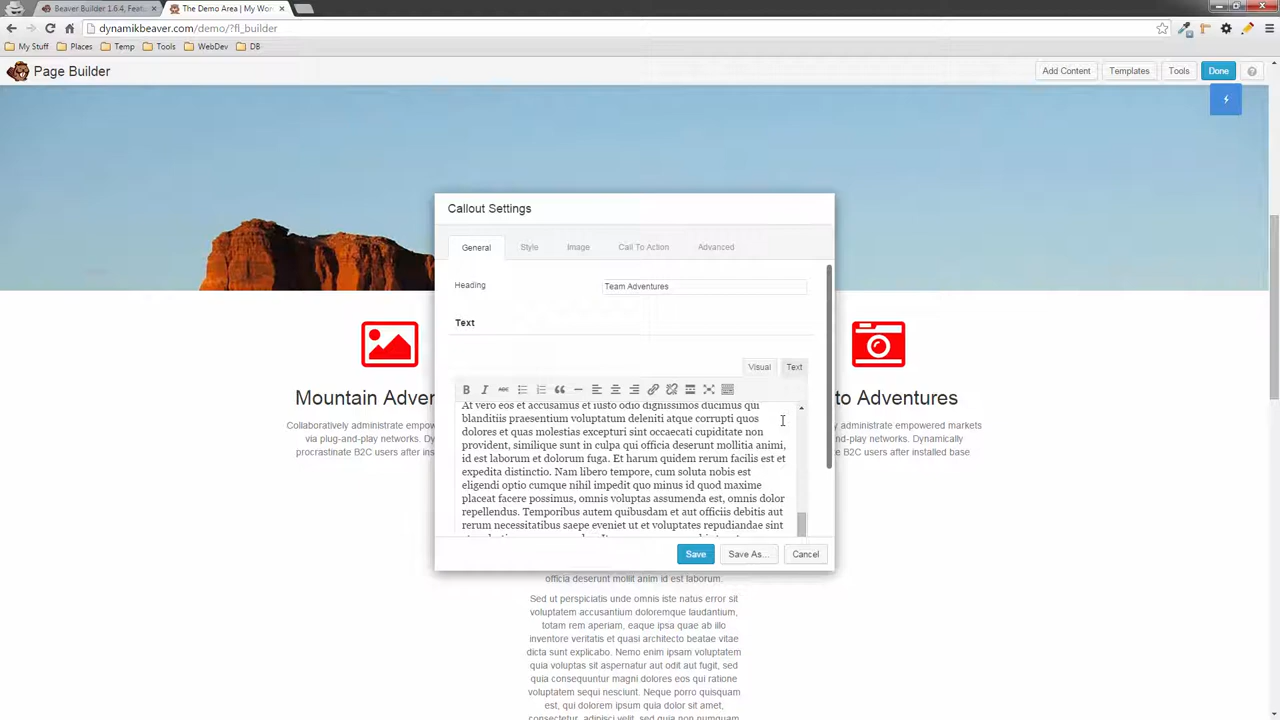 Beaver Builder 1.6.4, Feat
The Demo Area | My Wor
dynamikbeaver.com/demo/?fl_builder
My Stuff Places Temp Tools WebDev DB
Page Builder
Add Content Templates Tools Done
Callout Settings
General Style Image Call To Action Advanced
Heading Team Adventures
Text
Visual Text
At vero eos et accusamus et iusto odio dignissimos ducimus qui
blanditiis praesentium voluptatum deleniti atque corrupti quos
dolores et quas molestias excepturi sint occaecati cupiditate non
provident, similique sunt in culpa qui officia deserunt mollitia animi,
id est laborum et dolorum fuga. Et harum quidem rerum facilis est et
expedita distinctio. Nam libero tempore, cum soluta nobis est
eligendi optio cumque nihil impedit quo minus id quod maxime
placeat facere possimus, omnis voluptas assumenda est, omnis dolor
repellendus. Temporibus autem quibusdam et aut officiis debitis aut
rerum necessitatibus saepe eveniet ut et voluptates repudiandae sint
Save Save As... Cancel
Mountain Adver
Collaboratively administrate empow
via plug-and-play networks. Dy
procrastinate B2C users after inst
to Adventures
administrate empowered markets
nd-play networks. Dynamically
B2C users after installed base
officia deserunt mollit anim id est laborum.
Sed ut perspiciatis unde omnis iste natus error sit
voluptatem accusantium doloremque laudantium,
totam rem aperiam, eaque ipsa quae ab illo
inventore veritatis et quasi architecto beatae vitae
dicta sunt explicabo. Nemo enim ipsam voluptatem
quia voluptas sit aspernatur aut odit aut fugit, sed
quia consequuntur magni dolores eos qui ratione
voluptatem sequi nesciunt. Neque porro quisquam
est, qui dolorem ipsum quia dolor sit amet,
consectetur, adipisci velit, sed quia non numquam